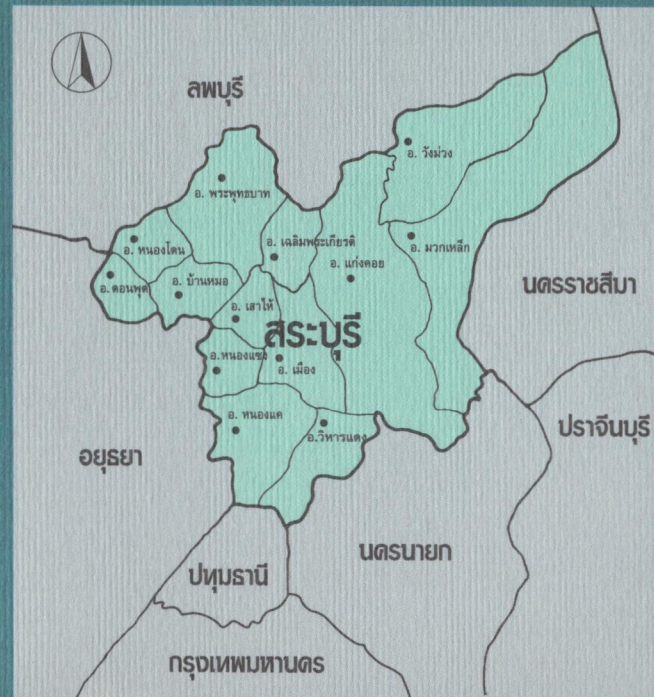 ลพบุรี
อ. วังม่วง
อ. พระพุทธบาท
อ. มวกเหล็ก
อ. หนองโดน
อ. เฉลิมพระเกียรติ
อ. แก่งคอย
อ. ดอนพุด
อ. บ้านหมอ
นครราชสีมา
อ. เสาไห้
สระบุรี
อ.หนองแซง
อ. เมือง
อ. หนองแค
อ.วิหารแดง
ปราจีนบุรี
อยุธยา
นครนายก
ปทุมธานี
กรุงเทพมหานคร